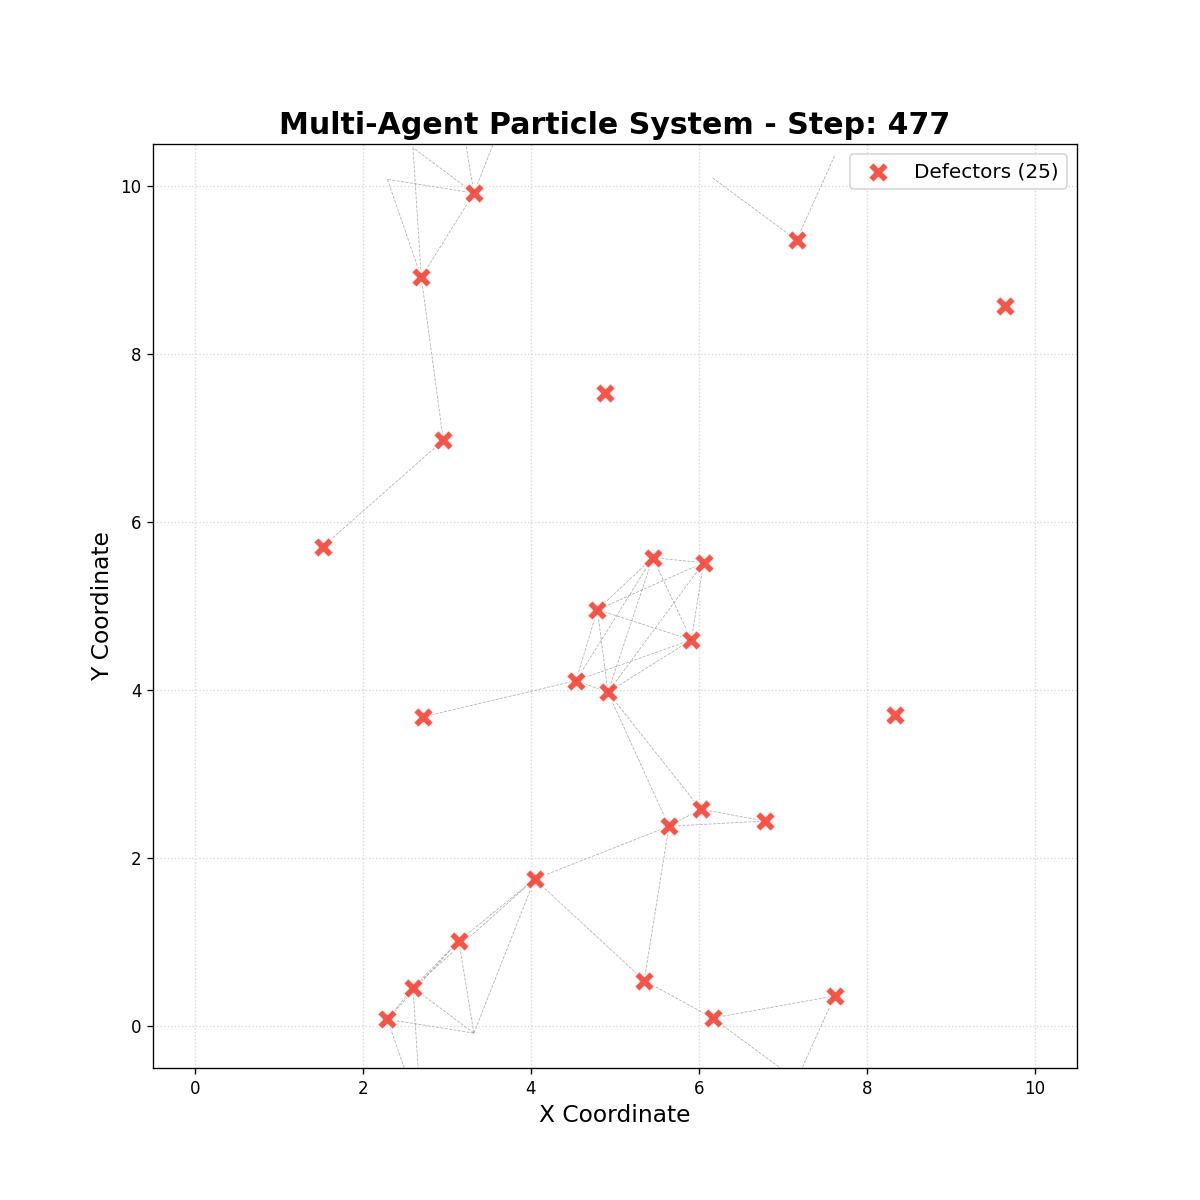 Multi-Agent Particle System - Step: 477
Defectors (25)
10
8
6
4
2
0
Y Coordinate
0 2 4 6 8 10
X Coordinate